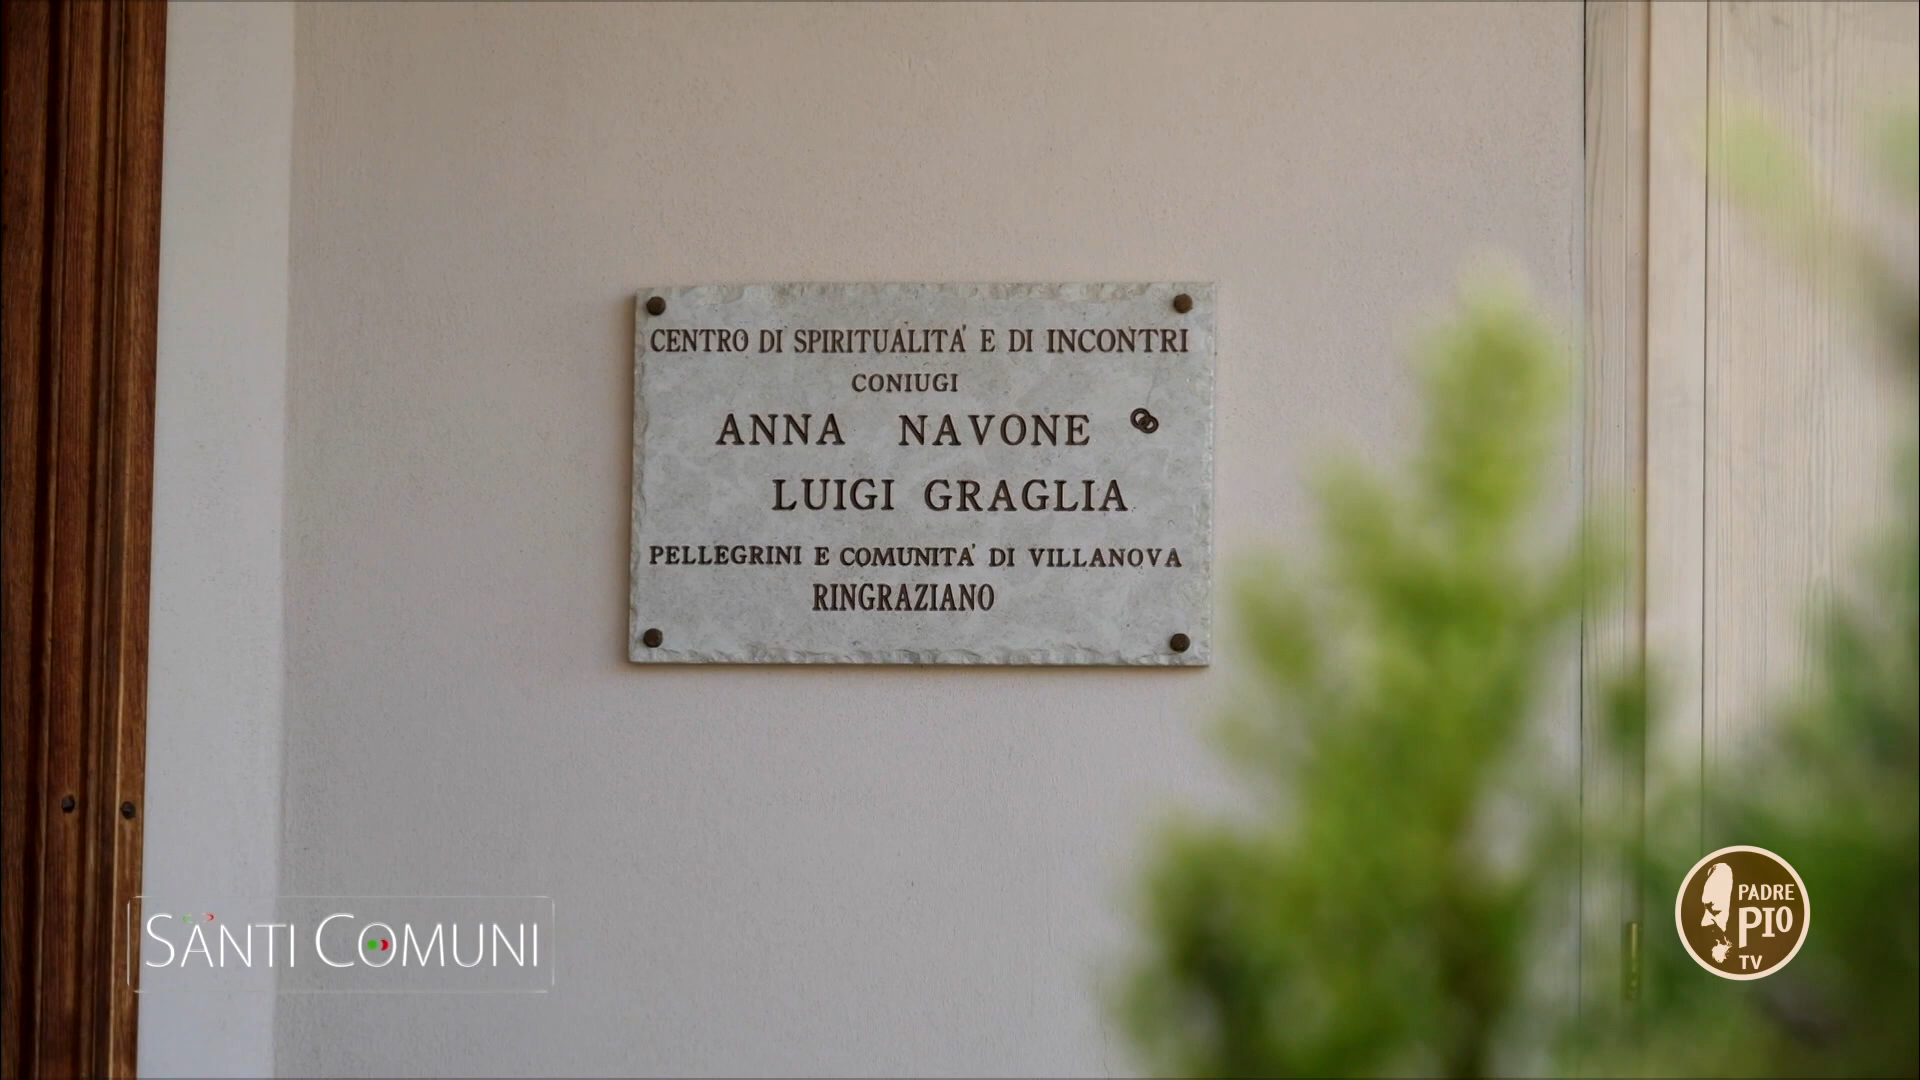 CENTRO DI SPIRITUALITA' E DI INCONTRI
CONIUGI
ANNA NAVONE
LUIGI GRAGLIA
PELLEGRINI E COMUNITA' DI VILLANOVA
RINGRAZIANO
SANTI COMUNI
PADRE
PIO
TV